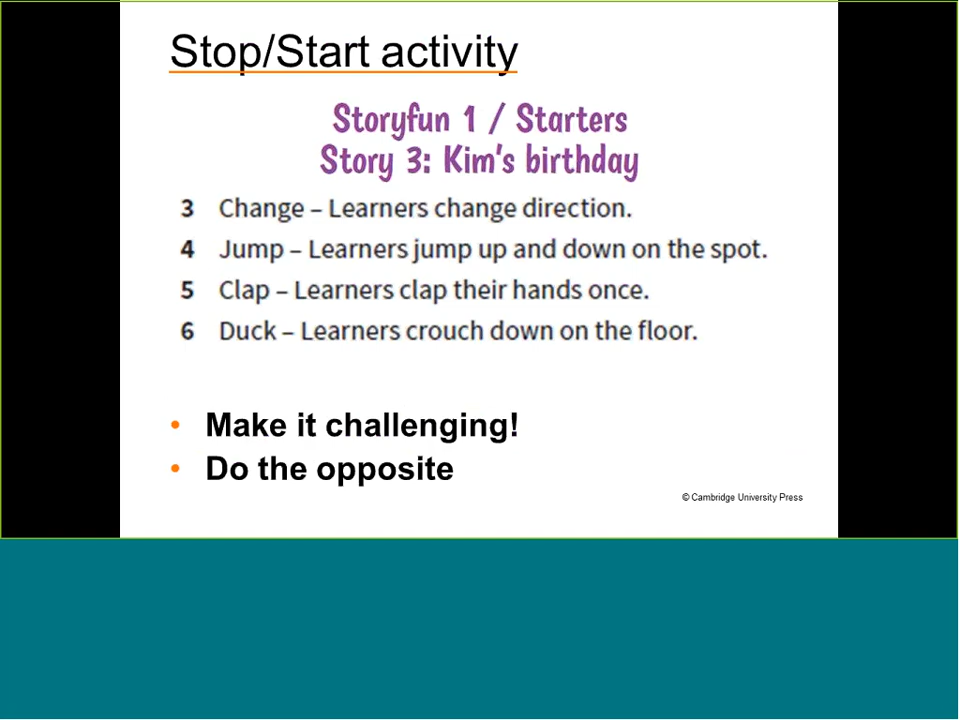 Stop/Start activity
Storyfun 1 / Starters
Story 3: Kim's birthday
3 Change – Learners change direction.
4 Jump – Learners jump up and down on the spot.
5 Clap – Learners clap their hands once.
6 Duck – Learners crouch down on the floor.
• Make it challenging!
• Do the opposite
© Cambridge University Press